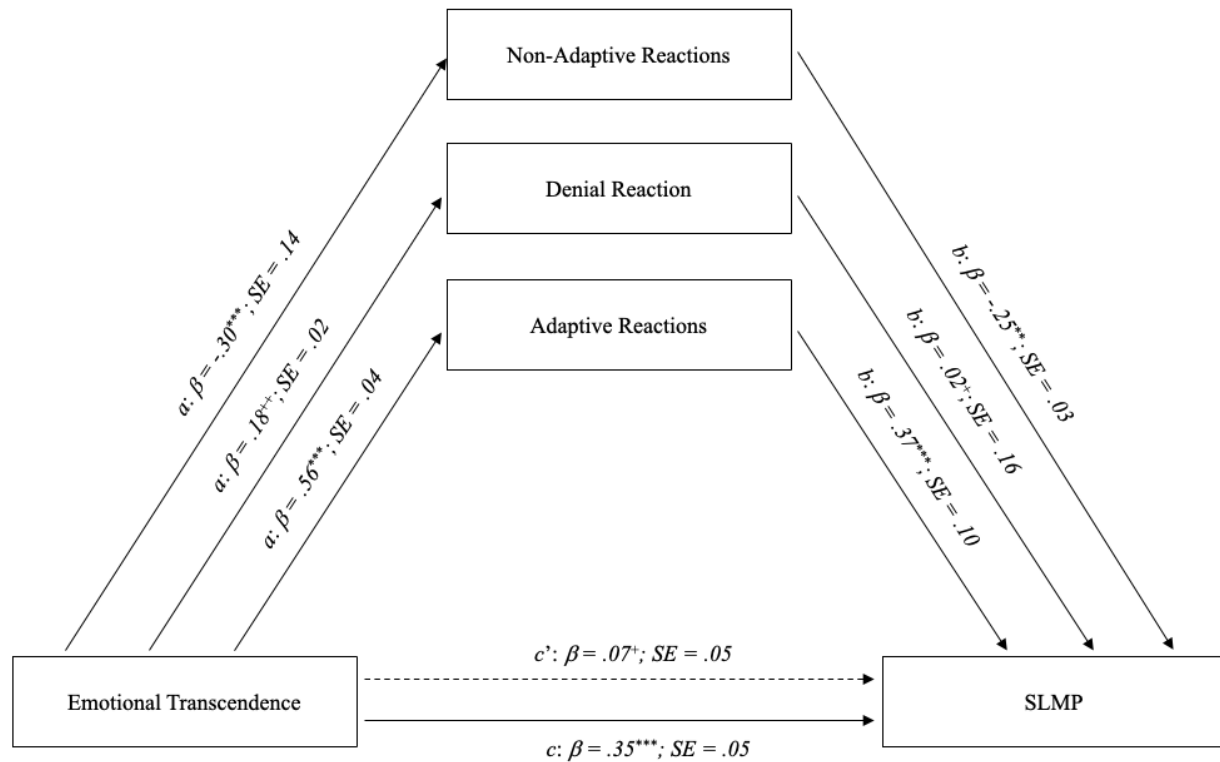 Non-Adaptive Reactions
Denial Reaction
Adaptive Reactions
a: β = -.30***; SE = .14
a: β = .18++; SE = .02
a: β = .56***; SE = .04
b: β = -.25**; SE = .03
b: β = .02+; SE = .16
b: β = .37***; SE = .10
c’: β = .07+; SE = .05
Emotional Transcendence
SLMP
c: β = .35***; SE = .05